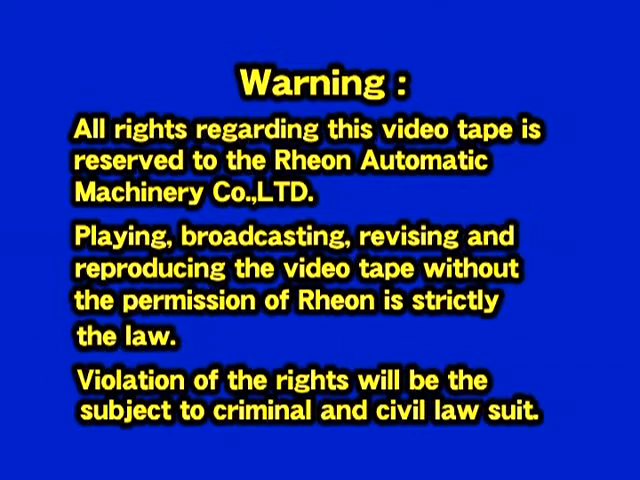 Warning :
All rights regarding this video tape is
reserved to the Rheon Automatic
Machinery Co.,LTD.
Playing, broadcasting, revising and
reproducing the video tape without
the permission of Rheon is strictly
the law.
Violation of the rights will be the
subject to criminal and civil law suit.